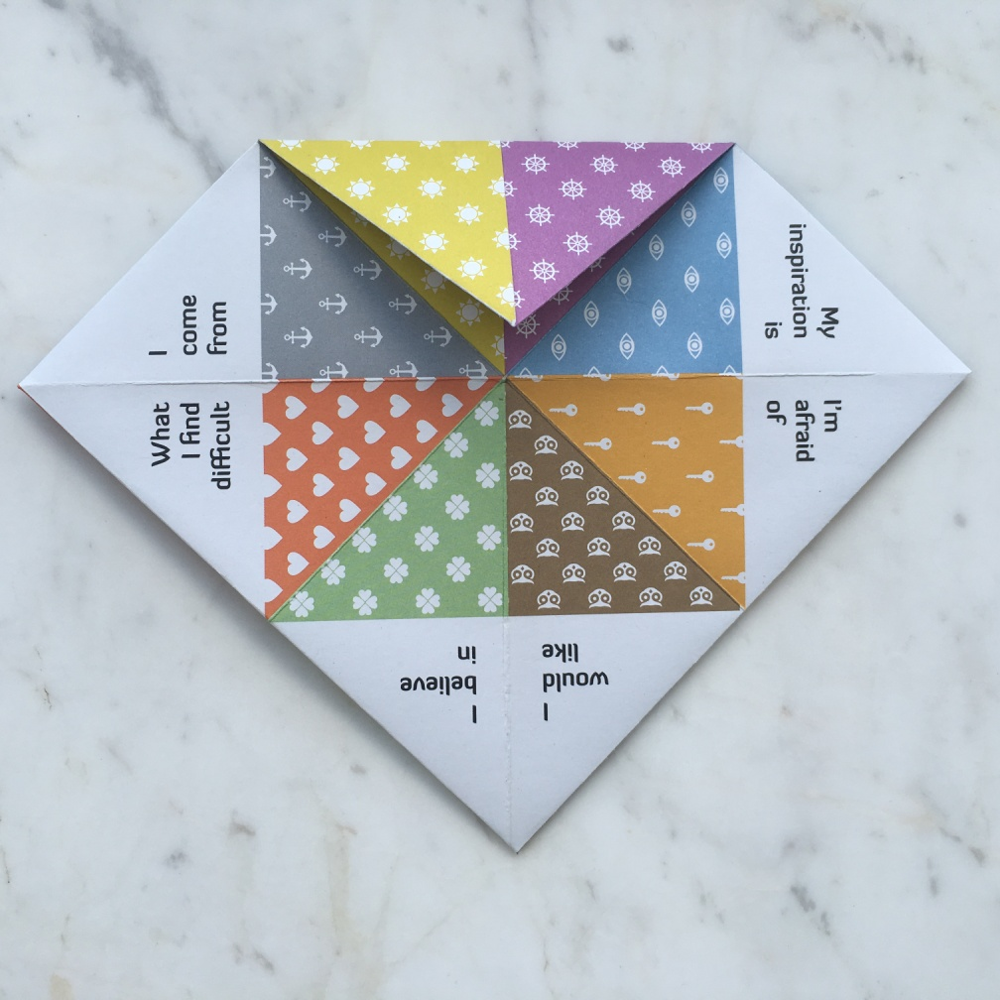 I
come
from
My
inspiration
is
What
I find
difficult
I'm
afraid
of
I
believe
in
I
would
like